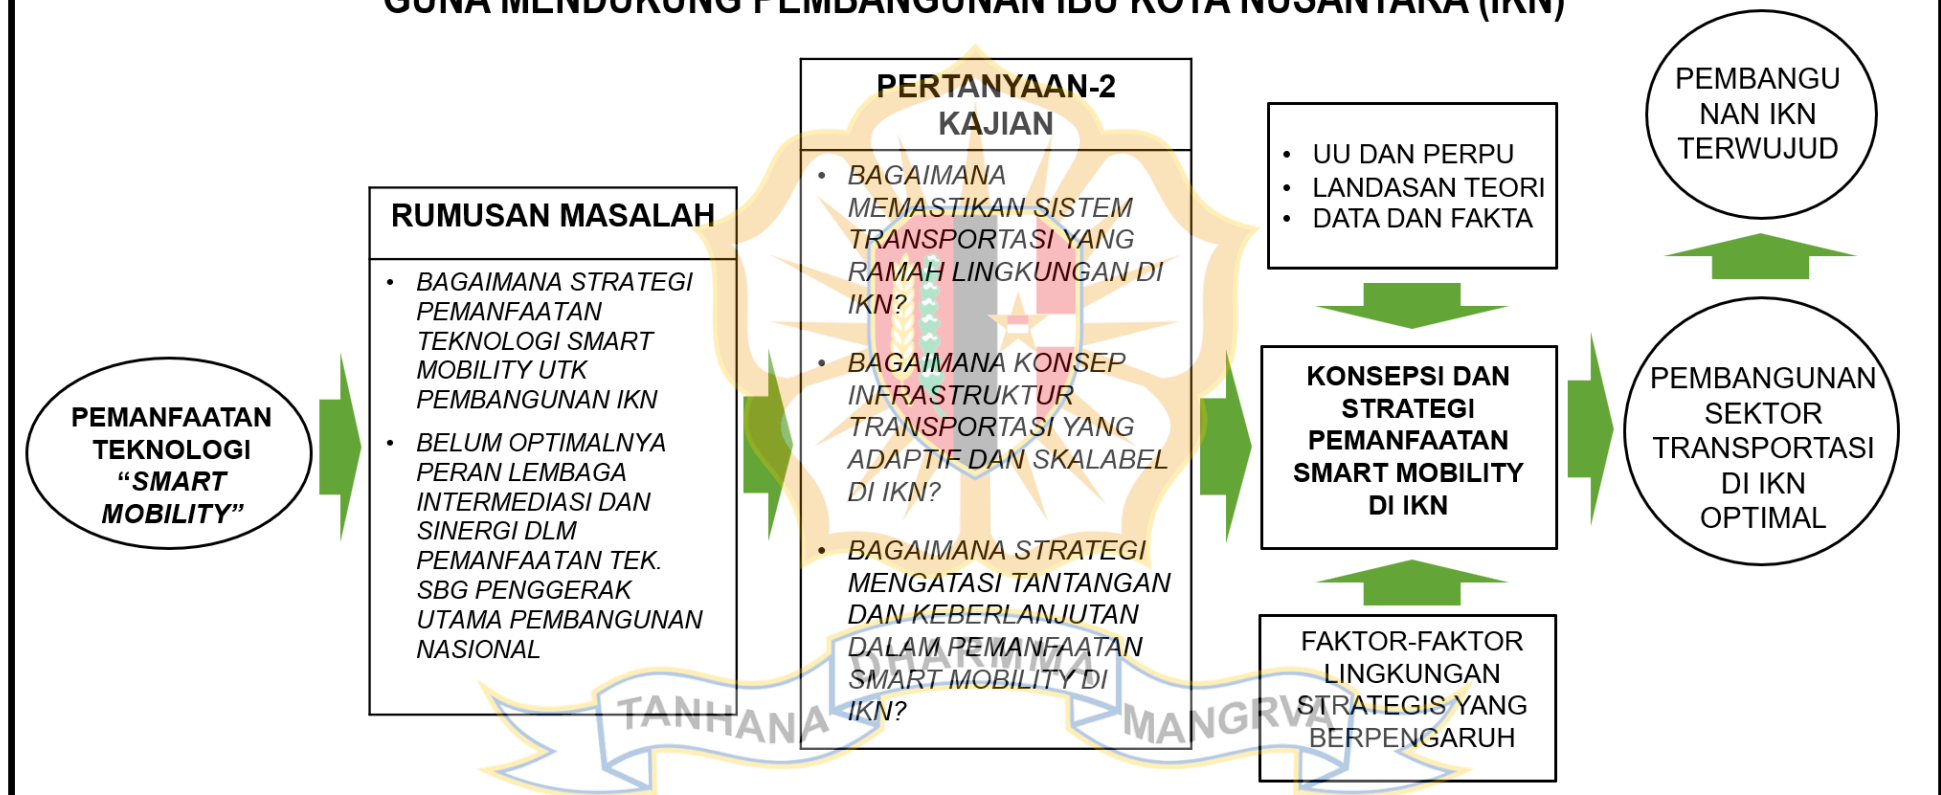 GUNA MENDUKUNG PEMBANGUNAN IBU KOTA NUSANTARA (IKN)
PEMANFAATAN
TEKNOLOGI
“SMART
MOBILITY”
RUMUSAN MASALAH
• BAGAIMANA STRATEGI
PEMANFAATAN
TEKNOLOGI SMART
MOBILITY UTK
PEMBANGUNAN IKN
• BELUM OPTIMALNYA
PERAN LEMBAGA
INTERMEDIASI DAN
SINERGI DLM
PEMANFAATAN TEK.
SBG PENGGERAK
UTAMA PEMBANGUNAN
NASIONAL
PERTANYAAN-2
KAJIAN
• BAGAIMANA
MEMASTIKAN SISTEM
TRANSPORTASI YANG
RAMAH LINGKUNGAN DI
IKN?
• BAGAIMANA KONSEP
INFRASTRUKTUR
TRANSPORTASI YANG
ADAPTIF DAN SKALABEL
DI IKN?
• BAGAIMANA STRATEGI
MENGATASI TANTANGAN
DAN KEBERLANJUTAN
DALAM PEMANFAATAN
SMART MOBILITY DI
IKN?
• UU DAN PERPU
• LANDASAN TEORI
• DATA DAN FAKTA
KONSEPSI DAN
STRATEGI
PEMANFAATAN
SMART MOBILITY
DI IKN
FAKTOR-FAKTOR
LINGKUNGAN
STRATEGIS YANG
BERPENGARUH
PEMBANGU
NAN IKN
TERWUJUD
PEMBANGUNAN
SEKTOR
TRANSPORTASI
DI IKN
OPTIMAL
TANHANA DHARMMA MANGRVA